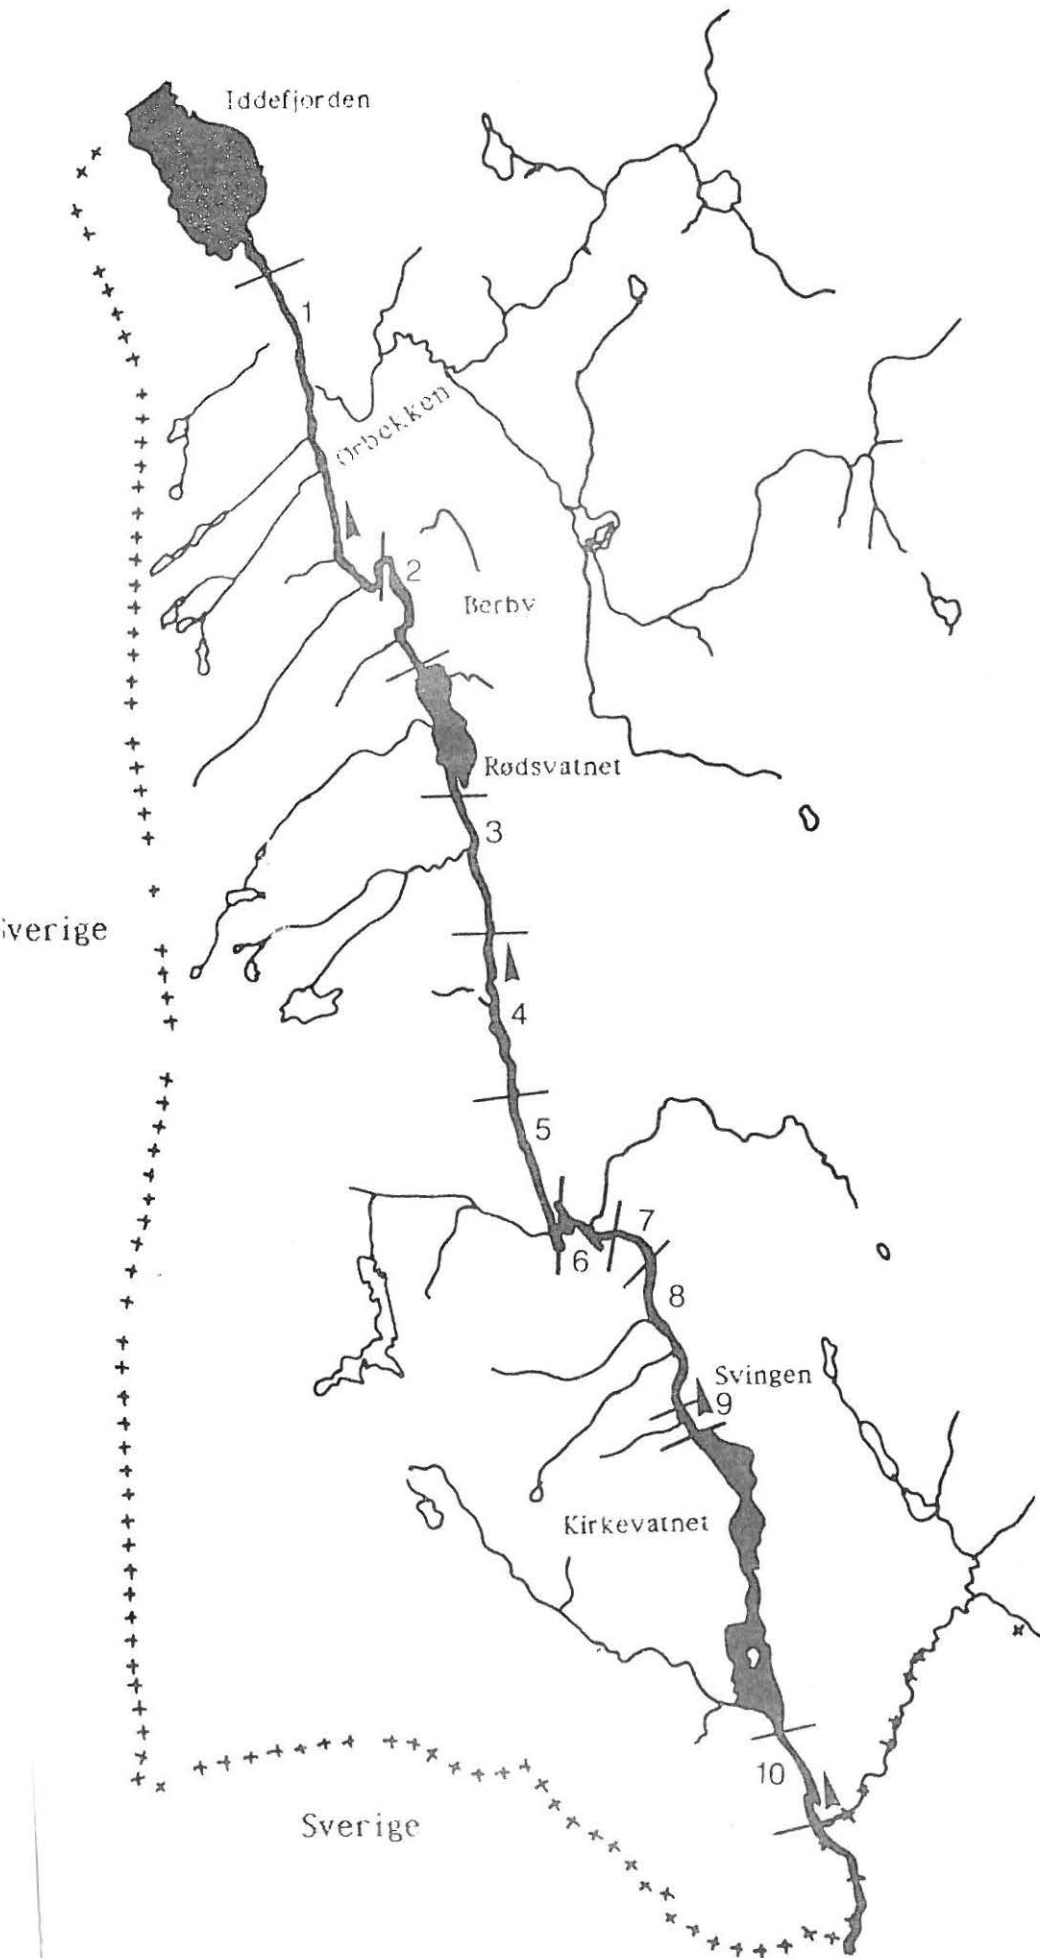 Iddefjorden
1
Ørbekken
2
Berby
Rødsvatnet
3
Sverige
4
5
7
6
8
Svingen
9
Kirkevatnet
10
Sverige